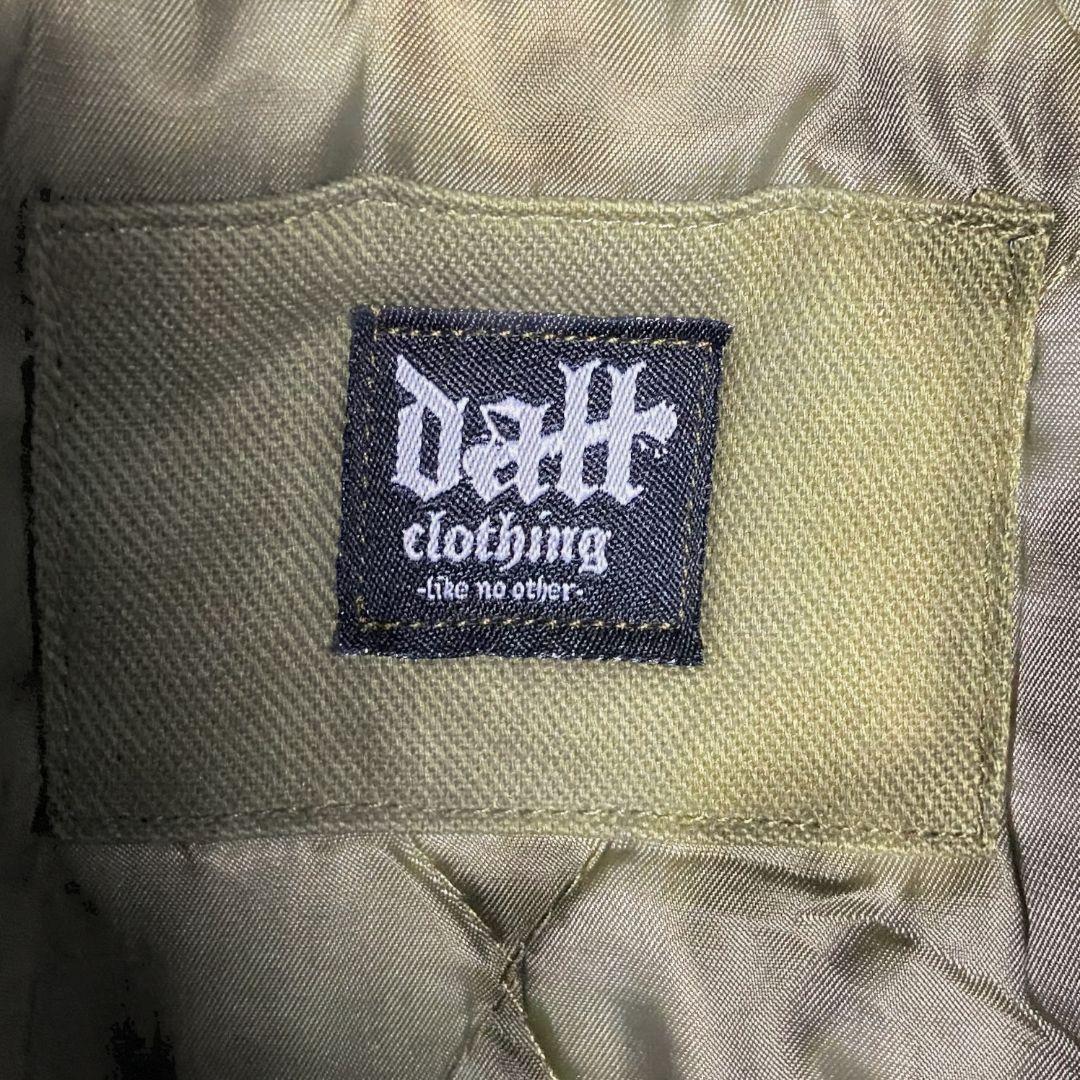 datt
clothing
-like no other-